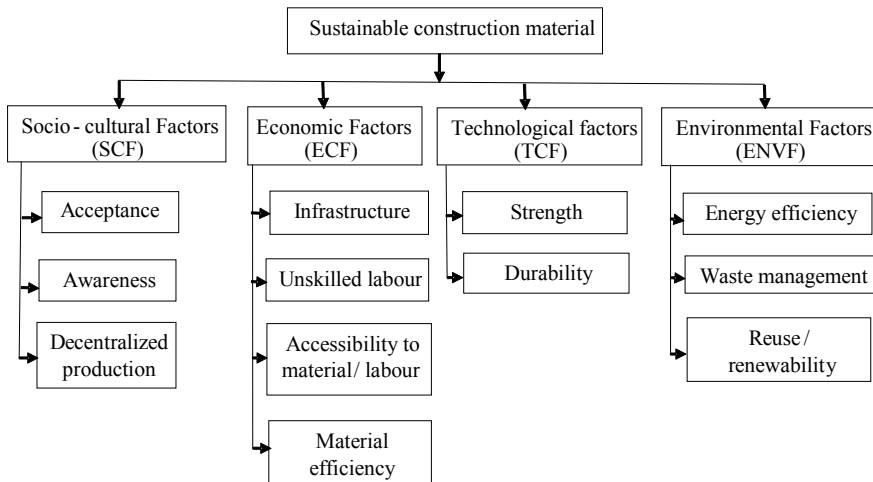 Sustainable construction material
Socio - cultural Factors
(SCF)
Economic Factors
(ECF)
Technological factors
(TCF)
Environmental Factors
(ENVF)
Acceptance
Awareness
Decentralized
production
Infrastructure
Unskilled labour
Accessibility to
material/ labour
Material
efficiency
Strength
Durability
Energy efficiency
Waste management
Reuse /
renewability